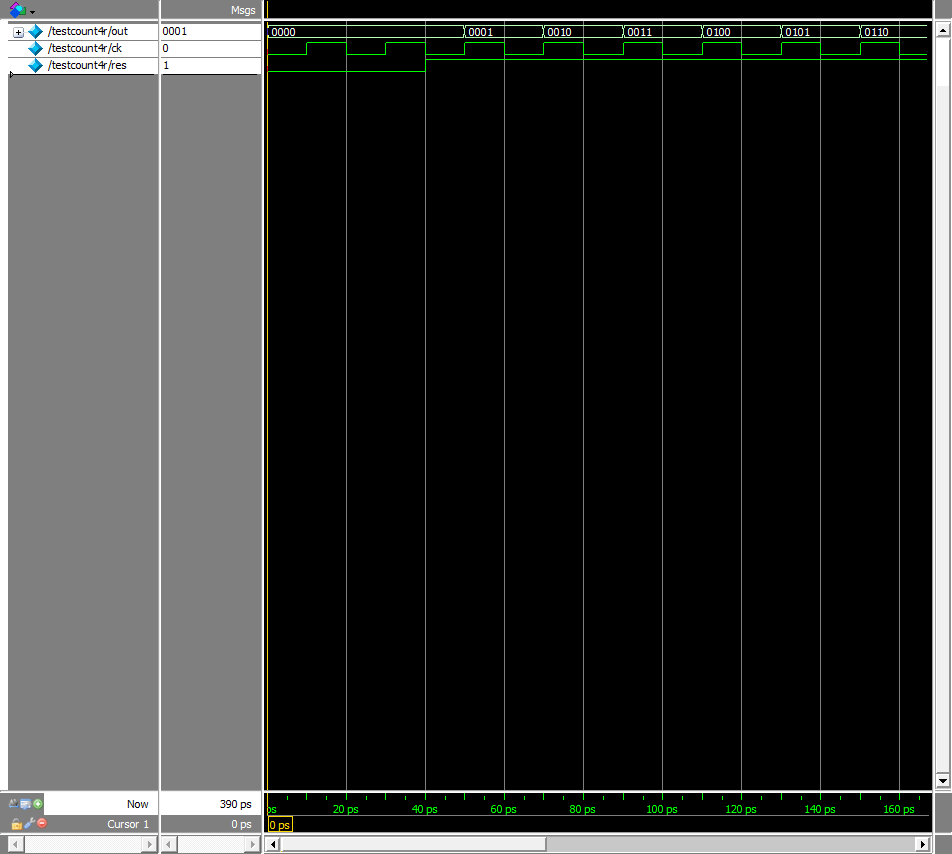 Msgs
/testcount4r/out 0001 0000 0001 0010 0011 0100 0101 0110
/testcount4r/ck 0
/testcount4r/res 1
Now 390 ps ps 20 ps 40 ps 60 ps 80 ps 100 ps 120 ps 140 ps 160 ps
Cursor 1 0 ps 0 ps